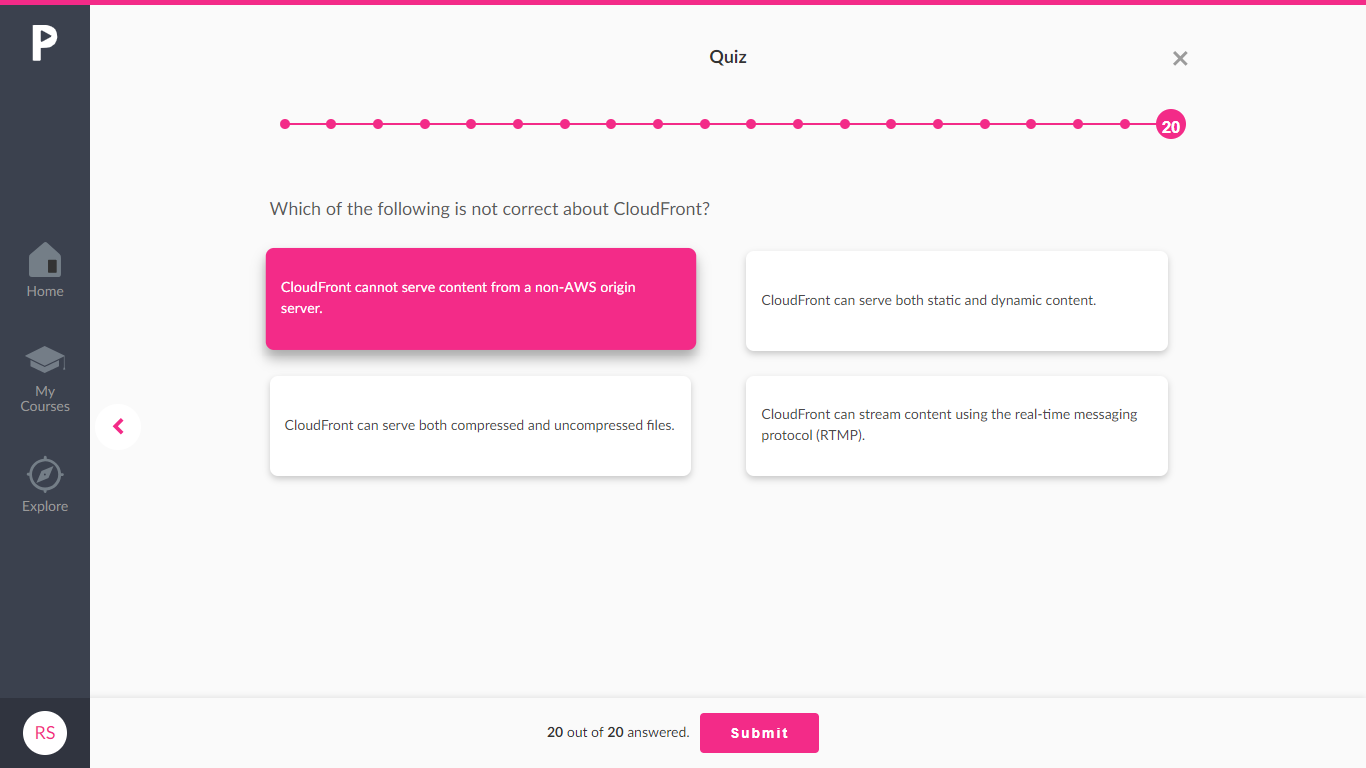 P
Quiz
×
20
Which of the following is not correct about CloudFront?
CloudFront cannot serve content from a non-AWS origin
server.
CloudFront can serve both static and dynamic content.
CloudFront can serve both compressed and uncompressed files.
CloudFront can stream content using the real-time messaging
protocol (RTMP).
Home
My
Courses
Explore
RS
20 out of 20 answered.
Submit